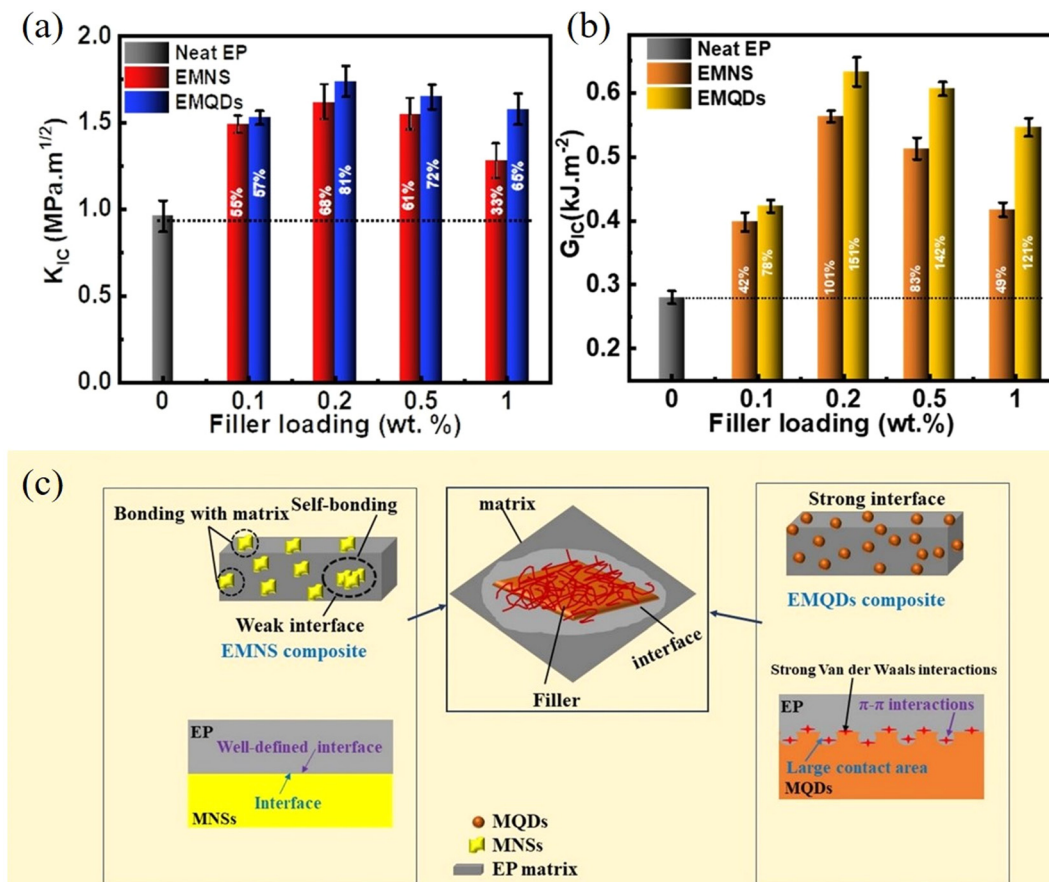 (a)
2.0
1.5
1.0
0.5
0.0
K_IC (MPa.m^1/2)
Neat EP
EMNS
EMQDs
55%
57%
68%
81%
61%
72%
33%
65%
0
0.1
0.2
0.5
1
Filler loading (wt. %)
(b)
0.6
0.5
0.4
0.3
0.2
G_IC(kJ.m^-2)
Neat EP
EMNS
EMQDs
42%
78%
101%
151%
83%
142%
49%
121%
0
0.1
0.2
0.5
1
Filler loading (wt.%)
(c)
Self-bonding
Bonding with matrix
Weak interface
EMNS composite
EP
Well-defined interface
Interface
MNSs
matrix
interface
Filler
Strong interface
EMQDs composite
Strong Van der Waals interactions
EP
π-π interactions
Large contact area
MQDs
MQDs
MNSs
EP matrix